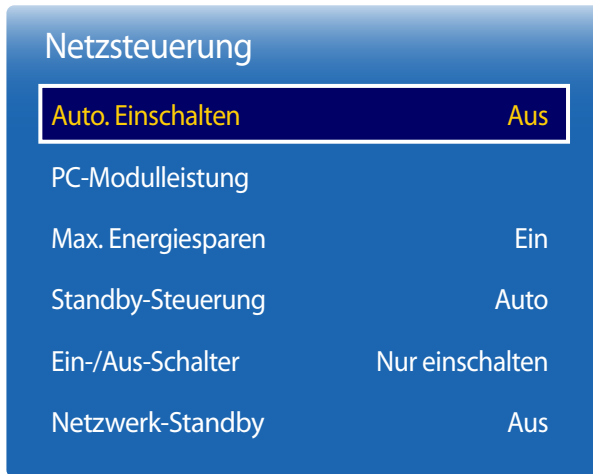 Netzsteuerung
Auto. Einschalten Aus
PC-Modulleistung
Max. Energiesparen Ein
Standby-Steuerung Auto
Ein-/Aus-Schalter Nur einschalten
Netzwerk-Standby Aus